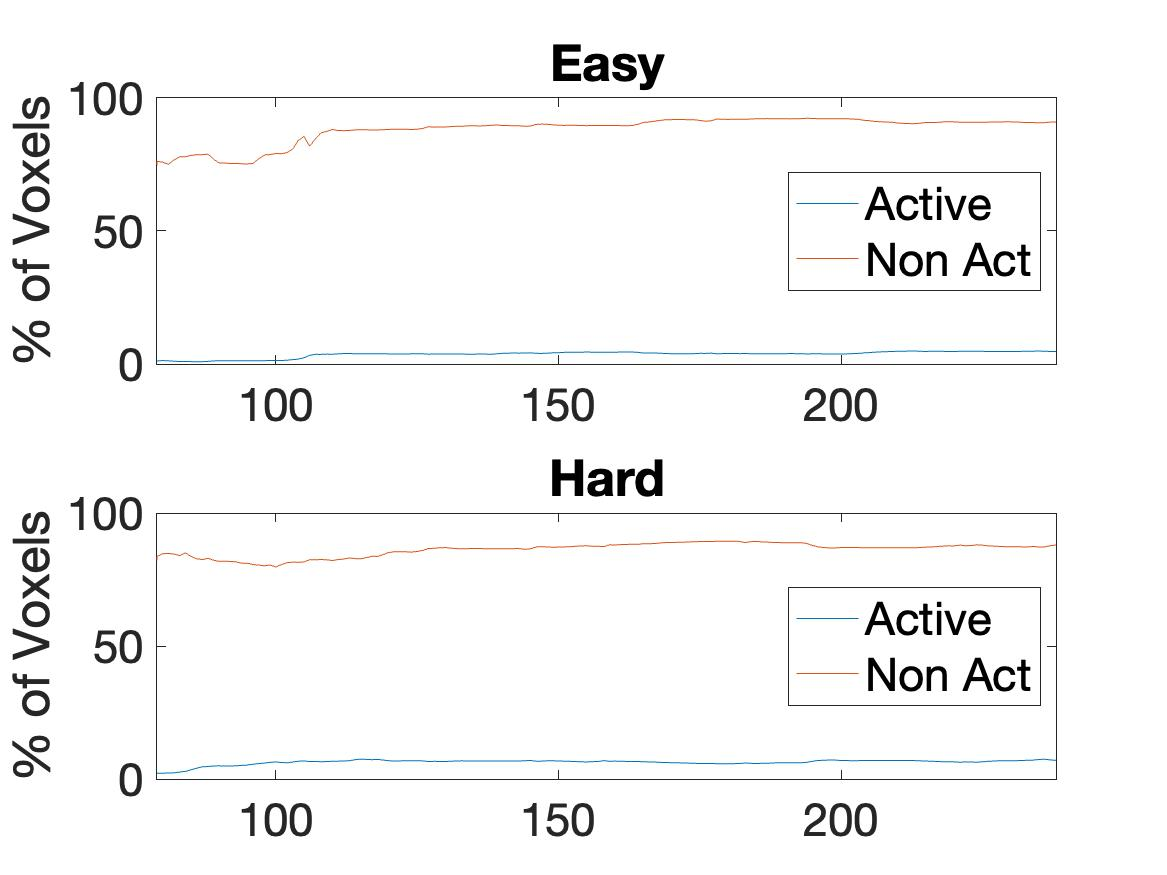 Easy
% of Voxels
100
50
0
Active
Non Act
100 150 200
Hard
% of Voxels
100
50
0
Active
Non Act
100 150 200